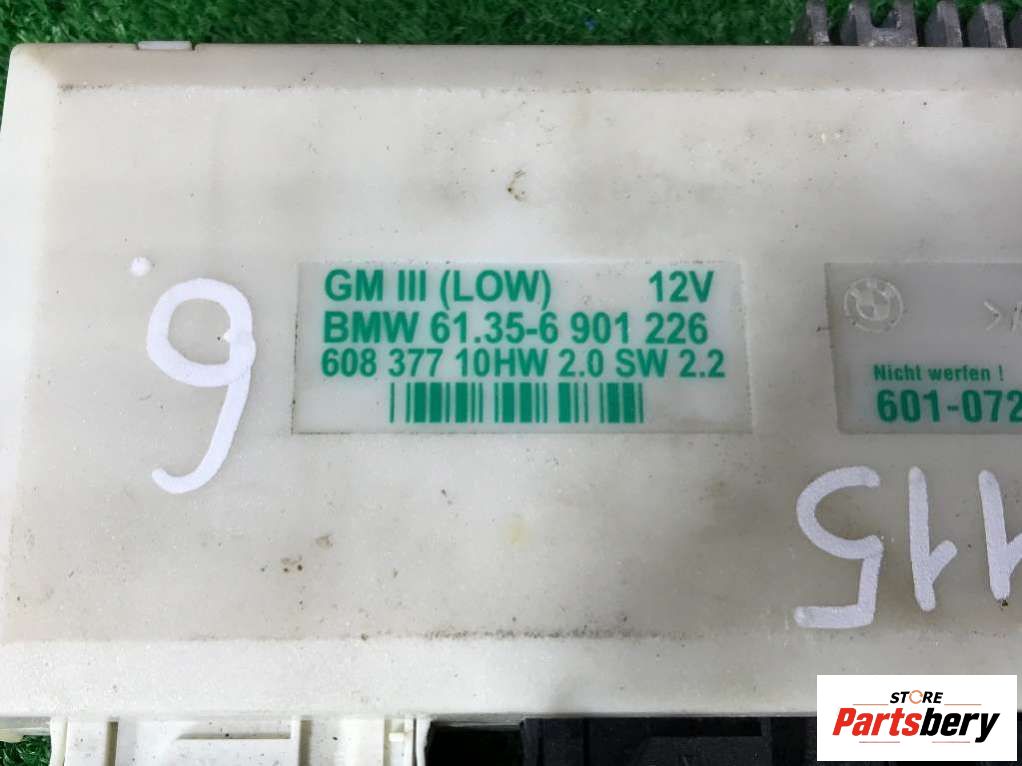 GM III (LOW) 12V
BMW 61.35-6 901 226
608 377 10HW 2.0 SW 2.2
Nicht werfen !
601-072
9
115
STORE
Partsbery